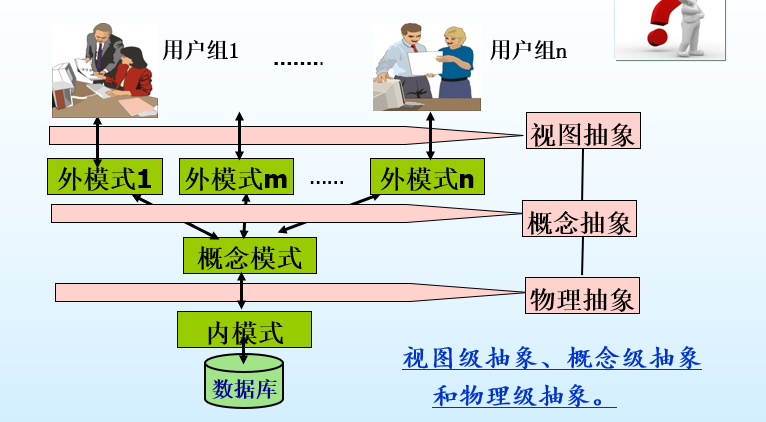 用户组1
........
用户组n
视图抽象
外模式1
外模式m
......
外模式n
概念抽象
概念模式
物理抽象
内模式
视图级抽象、概念级抽象
和物理级抽象。
数据库